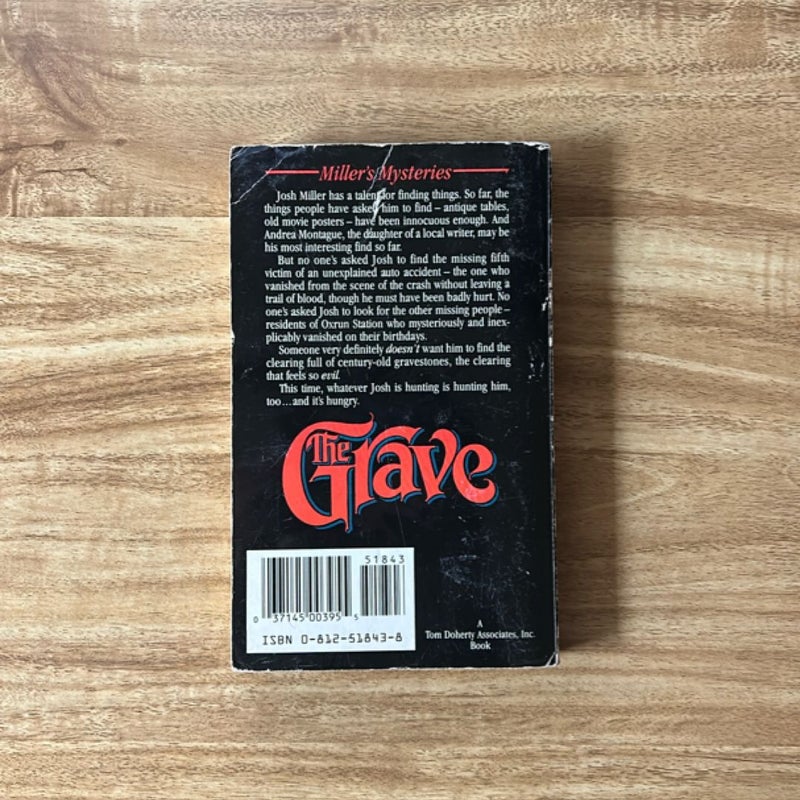 Miller's Mysteries
Josh Miller has a talent for finding things. So far, the
things people have asked him to find – antique tables,
old movie posters – have been innocuous enough. And
Andrea Montague, the daughter of a local writer, may be
his most interesting find so far.
But no one's asked Josh to find the missing fifth
victim of an unexplained auto accident – the one who
vanished from the scene of the crash without leaving a
trail of blood, though he must have been badly hurt. No
one's asked Josh to look for the other missing people –
residents of Oxrun Station who mysteriously and inex-
plicably vanished on their birthdays.
Someone very definitely doesn't want him to find the
clearing full of century-old gravestones, the clearing
that feels so evil.
This time, whatever Josh is hunting is hunting him,
too...and it's hungry.
The
Grave
51843
0 37145 00395 5
ISBN 0-812-51843-8
A
Tom Doherty Associates, Inc.
Book